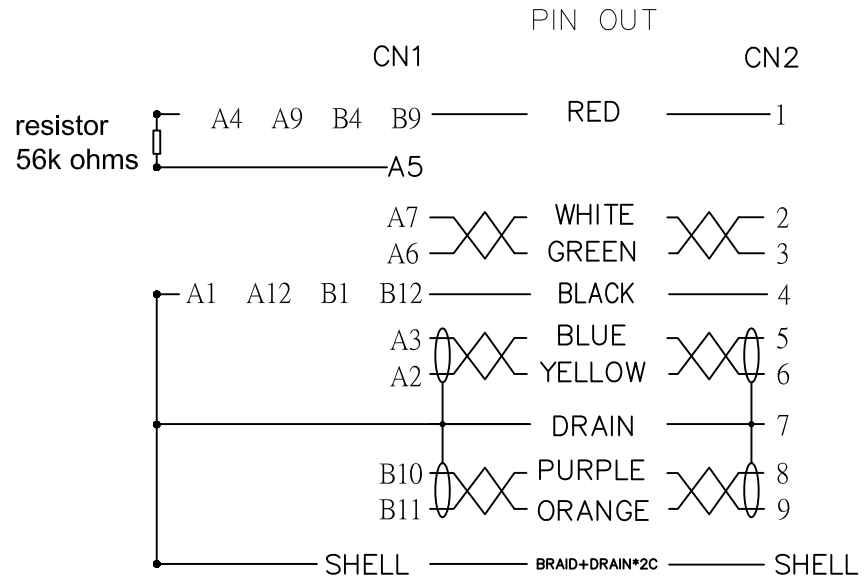 PIN OUT
CN1 CN2
A4 A9 B4 B9 RED 1
resistor
56k ohms
A5
A7 WHITE 2
A6 GREEN 3
A1 A12 B1 B12 BLACK 4
A3 BLUE 5
A2 YELLOW 6
DRAIN 7
B10 PURPLE 8
B11 ORANGE 9
SHELL BRAID+DRAIN*2C SHELL